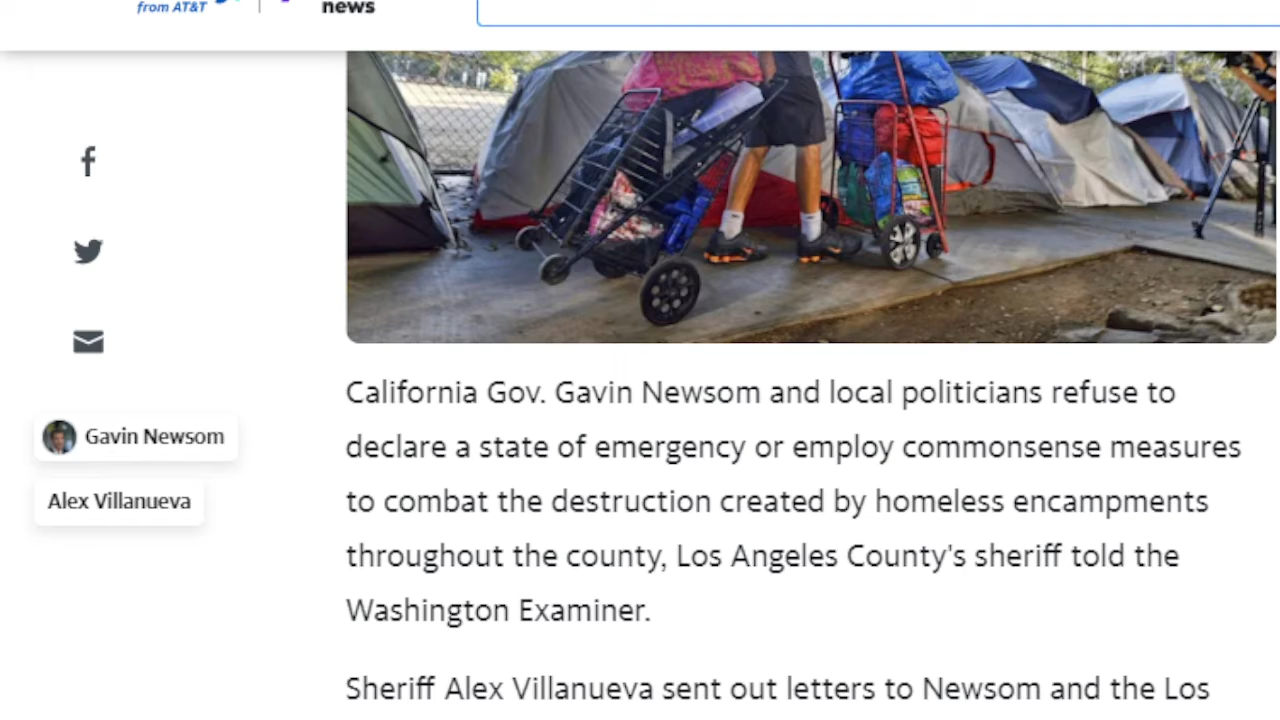 from AT&T
news
Gavin Newsom
Alex Villanueva
California Gov. Gavin Newsom and local politicians refuse to
declare a state of emergency or employ commonsense measures
to combat the destruction created by homeless encampments
throughout the county, Los Angeles County's sheriff told the
Washington Examiner.
Sheriff Alex Villanueva sent out letters to Newsom and the Los